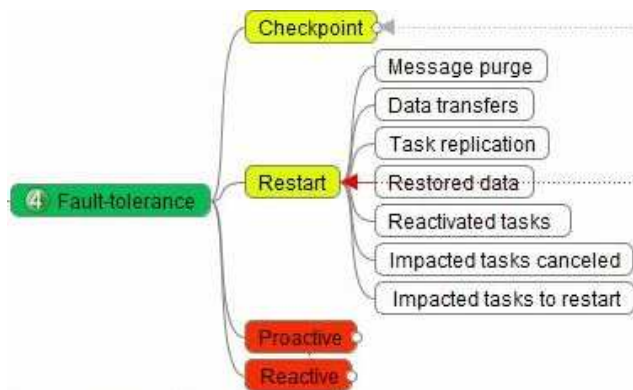 Checkpoint
Message purge
Data transfers
Task replication
Restart
Restored data
4 Fault-tolerance
Reactivated tasks
Impacted tasks canceled
Impacted tasks to restart
Proactive
Reactive